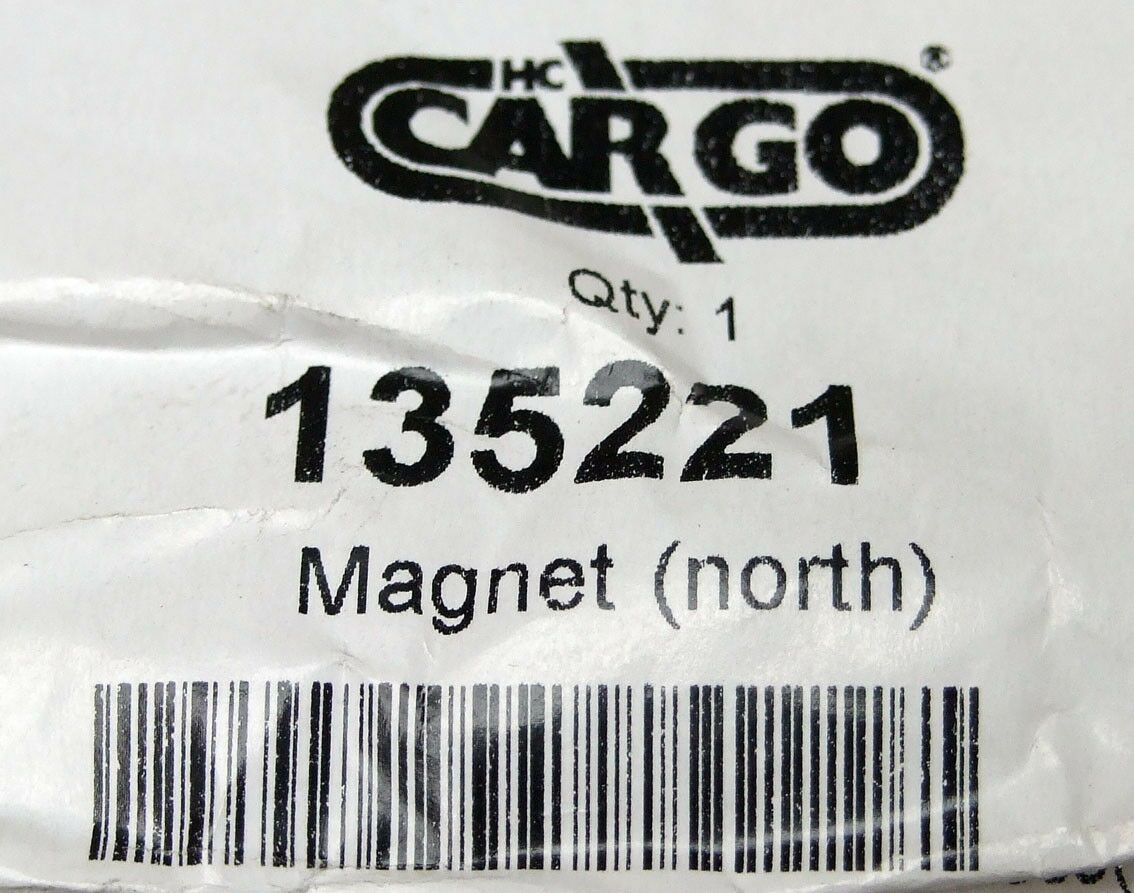 HC
CARGO®
Qty: 1
135221
Magnet (north)